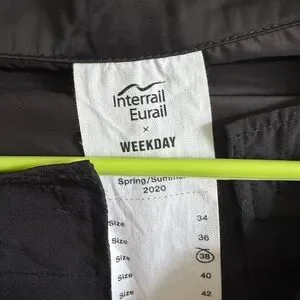 Interrail
Eurail
×
WEEKDAY
Spring/Summer
2020
Size 34
Size 36
Size 38
Size 40
Size 42